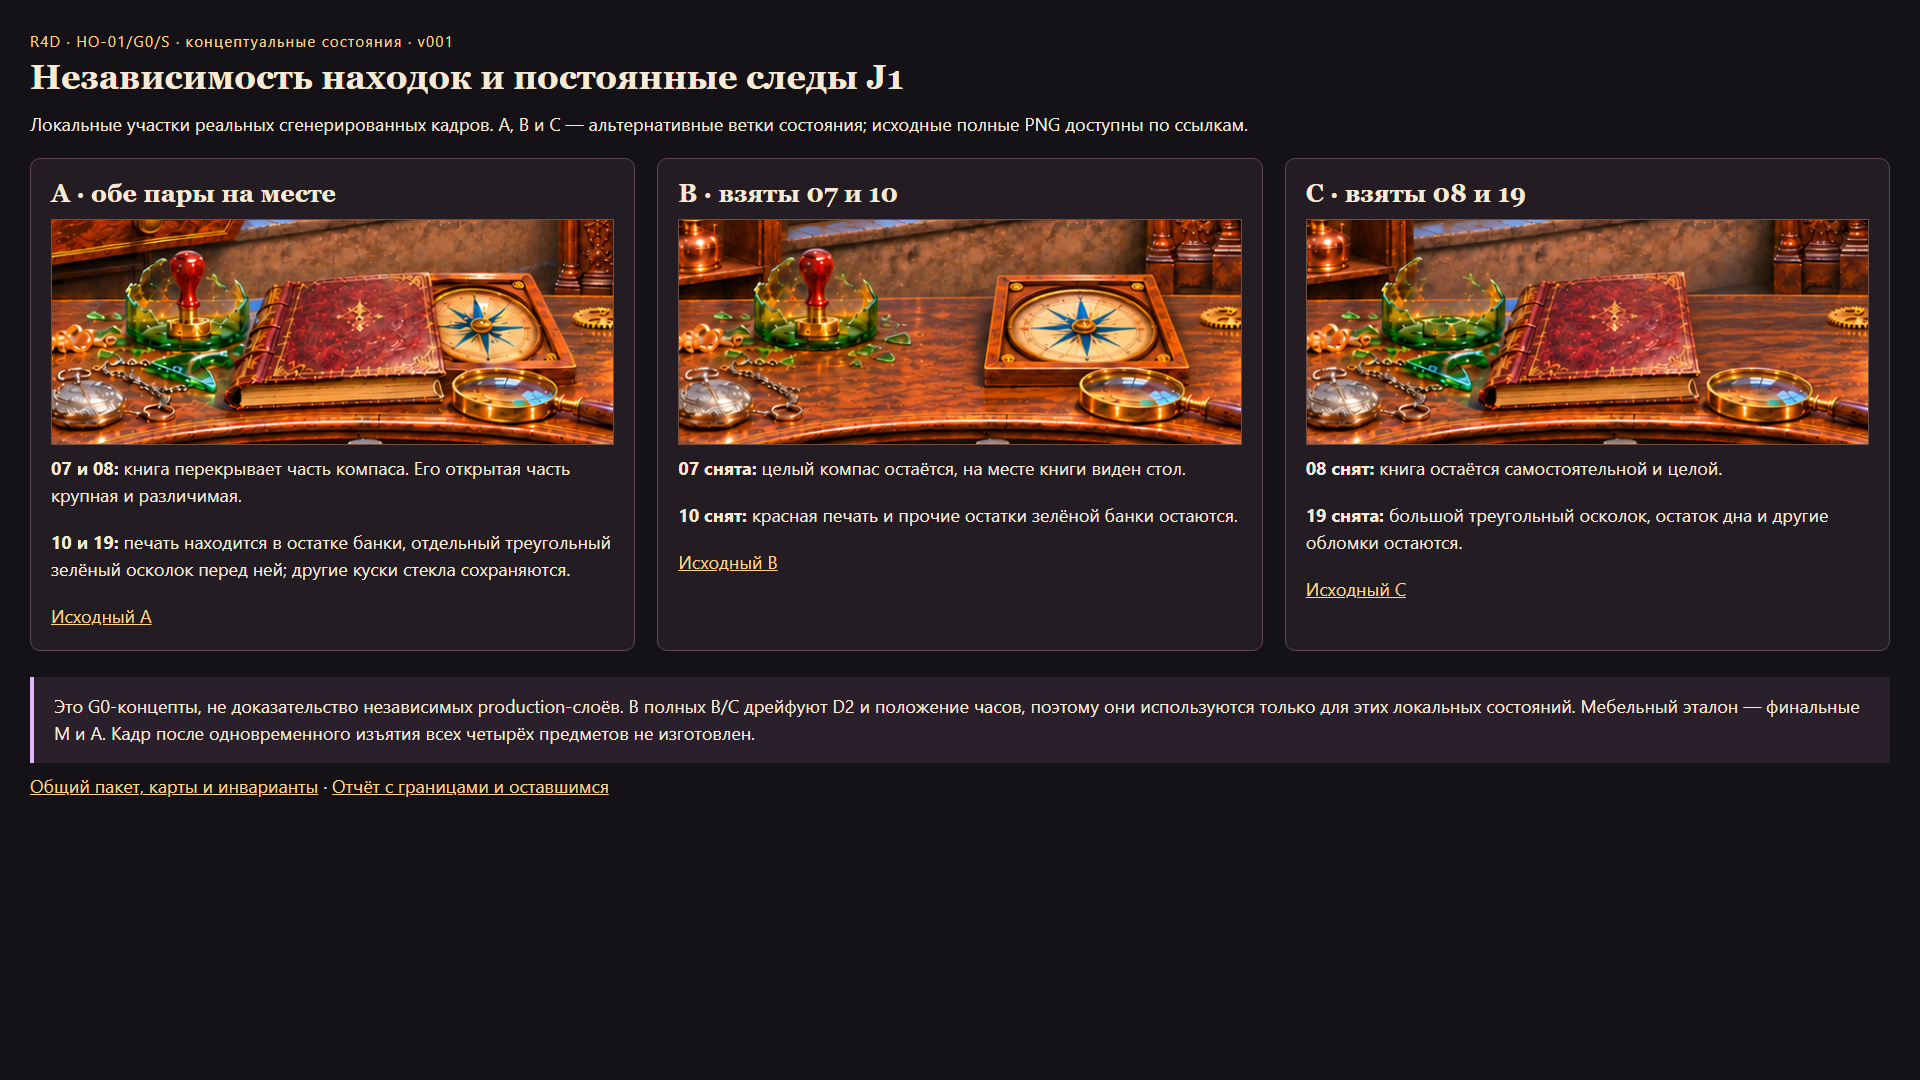 R4D · HO-01/G0/S · концептуальные состояния · v001
Независимость находок и постоянные следы J1
Локальные участки реальных сгенерированных кадров. A, B и C — альтернативные ветки состояния; исходные полные PNG доступны по ссылкам.
A · обе пары на месте
07 и 08: книга перекрывает часть компаса. Его открытая часть
крупная и различимая.
10 и 19: печать находится в остатке банки, отдельный треугольный
зелёный осколок перед ней; другие куски стекла сохраняются.
Исходный A
B · взяты 07 и 10
07 снята: целый компас остаётся, на месте книги виден стол.
10 снят: красная печать и прочие остатки зелёной банки остаются.
Исходный B
C · взяты 08 и 19
08 снят: книга остаётся самостоятельной и целой.
19 снята: большой треугольный осколок, остаток дна и другие
обломки остаются.
Исходный C
Это G0-концепты, не доказательство независимых production-слоёв. В полных B/C дрейфуют D2 и положение часов, поэтому они используются только для этих локальных состояний. Мебельный эталон — финальные
M и A. Кадр после одновременного изъятия всех четырёх предметов не изготовлен.
Общий пакет, карты и инварианты · Отчёт с границами и оставшимся